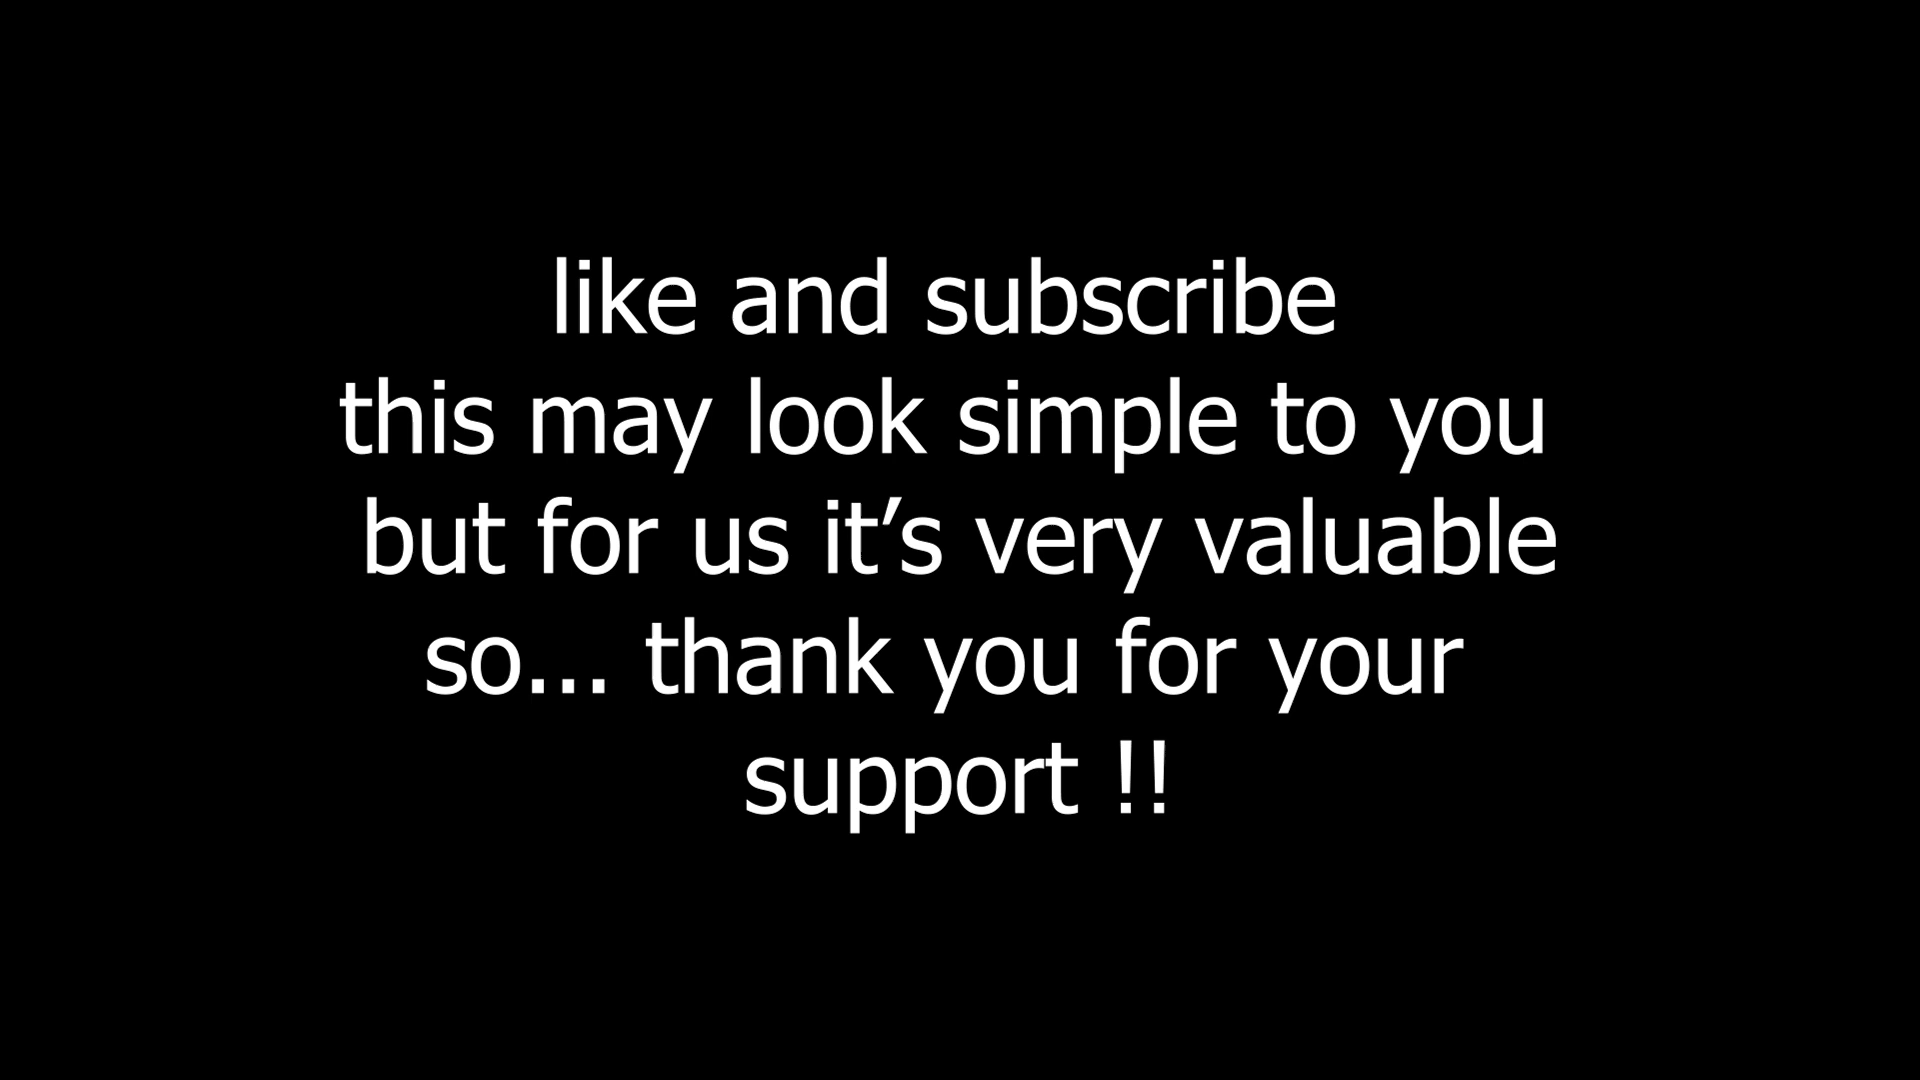 like and subscribe
this may look simple to you
but for us it’s very valuable
so... thank you for your
support !!